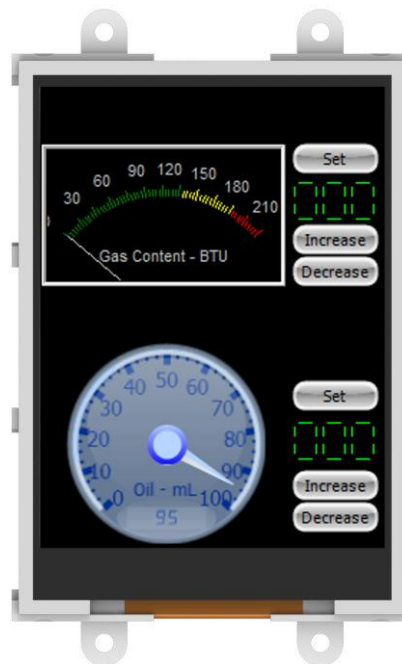 Set
30 60 90 120 150 180 210
000
Gas Content - BTU
Increase
Decrease
0 10 20 30 40 50 60 70 80 90 100
Oil - mL
95
Set
000
Increase
Decrease